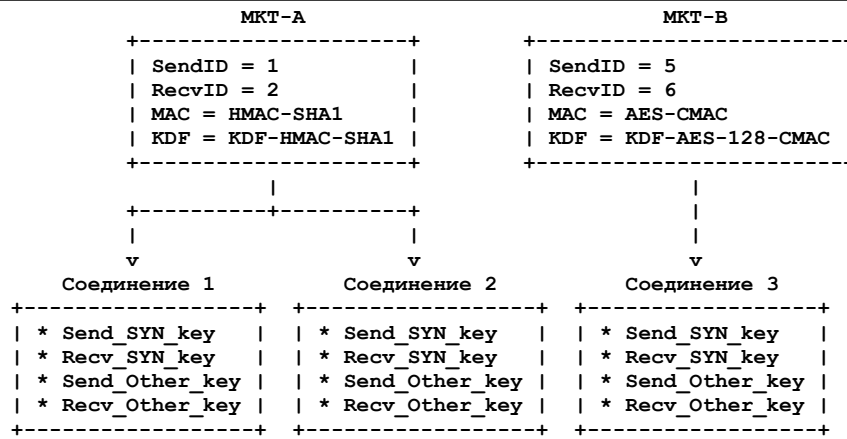 MKT-A MKT-B
+---------------------+ +------------------------
| SendID = 1 | | SendID = 5
| RecvID = 2 | | RecvID = 6
| MAC = HMAC-SHA1 | | MAC = AES-CMAC
| KDF = KDF-HMAC-SHA1 | | KDF = KDF-AES-128-CMAC
+---------------------+ +------------------------
| |
+----------+----------+ |
| | |
v v v
Соединение 1 Соединение 2 Соединение 3
+-------------------+ +-------------------+ +-------------------+
| * Send_SYN_key | | * Send_SYN_key | | * Send_SYN_key |
| * Recv_SYN_key | | * Recv_SYN_key | | * Recv_SYN_key |
| * Send_Other_key | | * Send_Other_key | | * Send_Other_key |
| * Recv_Other_key | | * Recv_Other_key | | * Recv_Other_key |
+-------------------+ +-------------------+ +-------------------+